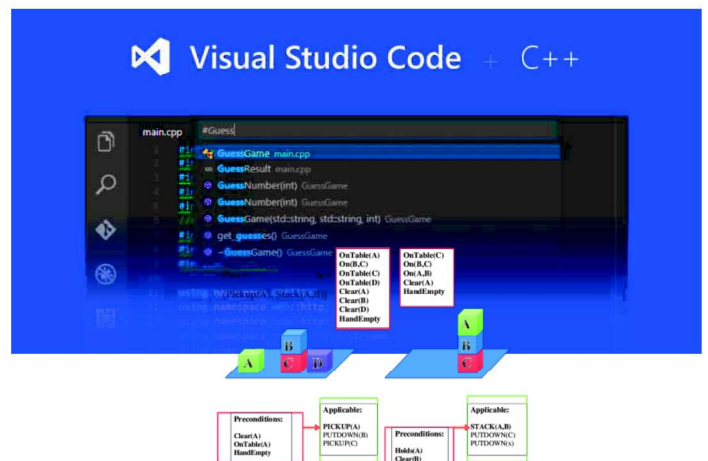 Visual Studio Code + C++
main.cpp
#Guess
GuessGame main.cpp
GuessResult main.cpp
GuessNumber(int) GuessGame
GuessNumber(int) GuessGame
GuessGame(std::string, std::string, int) GuessGame
get_guesses() GuessGame
~GuessGame() GuessGame
OnTable(A)
On(B,C)
OnTable(C)
OnTable(D)
Clear(A)
Clear(B)
Clear(D)
HandEmpty
OnTable(C)
On(B,C)
On(A,B)
Clear(A)
HandEmpty
(Pickup(A), Stack(A,B))
A
B
C
D
A
B
C
Preconditions:
Clear(A)
OnTable(A)
HandEmpty
Applicable:
PICKUP(A)
PUTDOWN(B)
PICKUP(C)
Preconditions:
Holds(A)
Clear(B)
Applicable:
STACK(A,B)
PUTDOWN(C)
PUTDOWN(A)